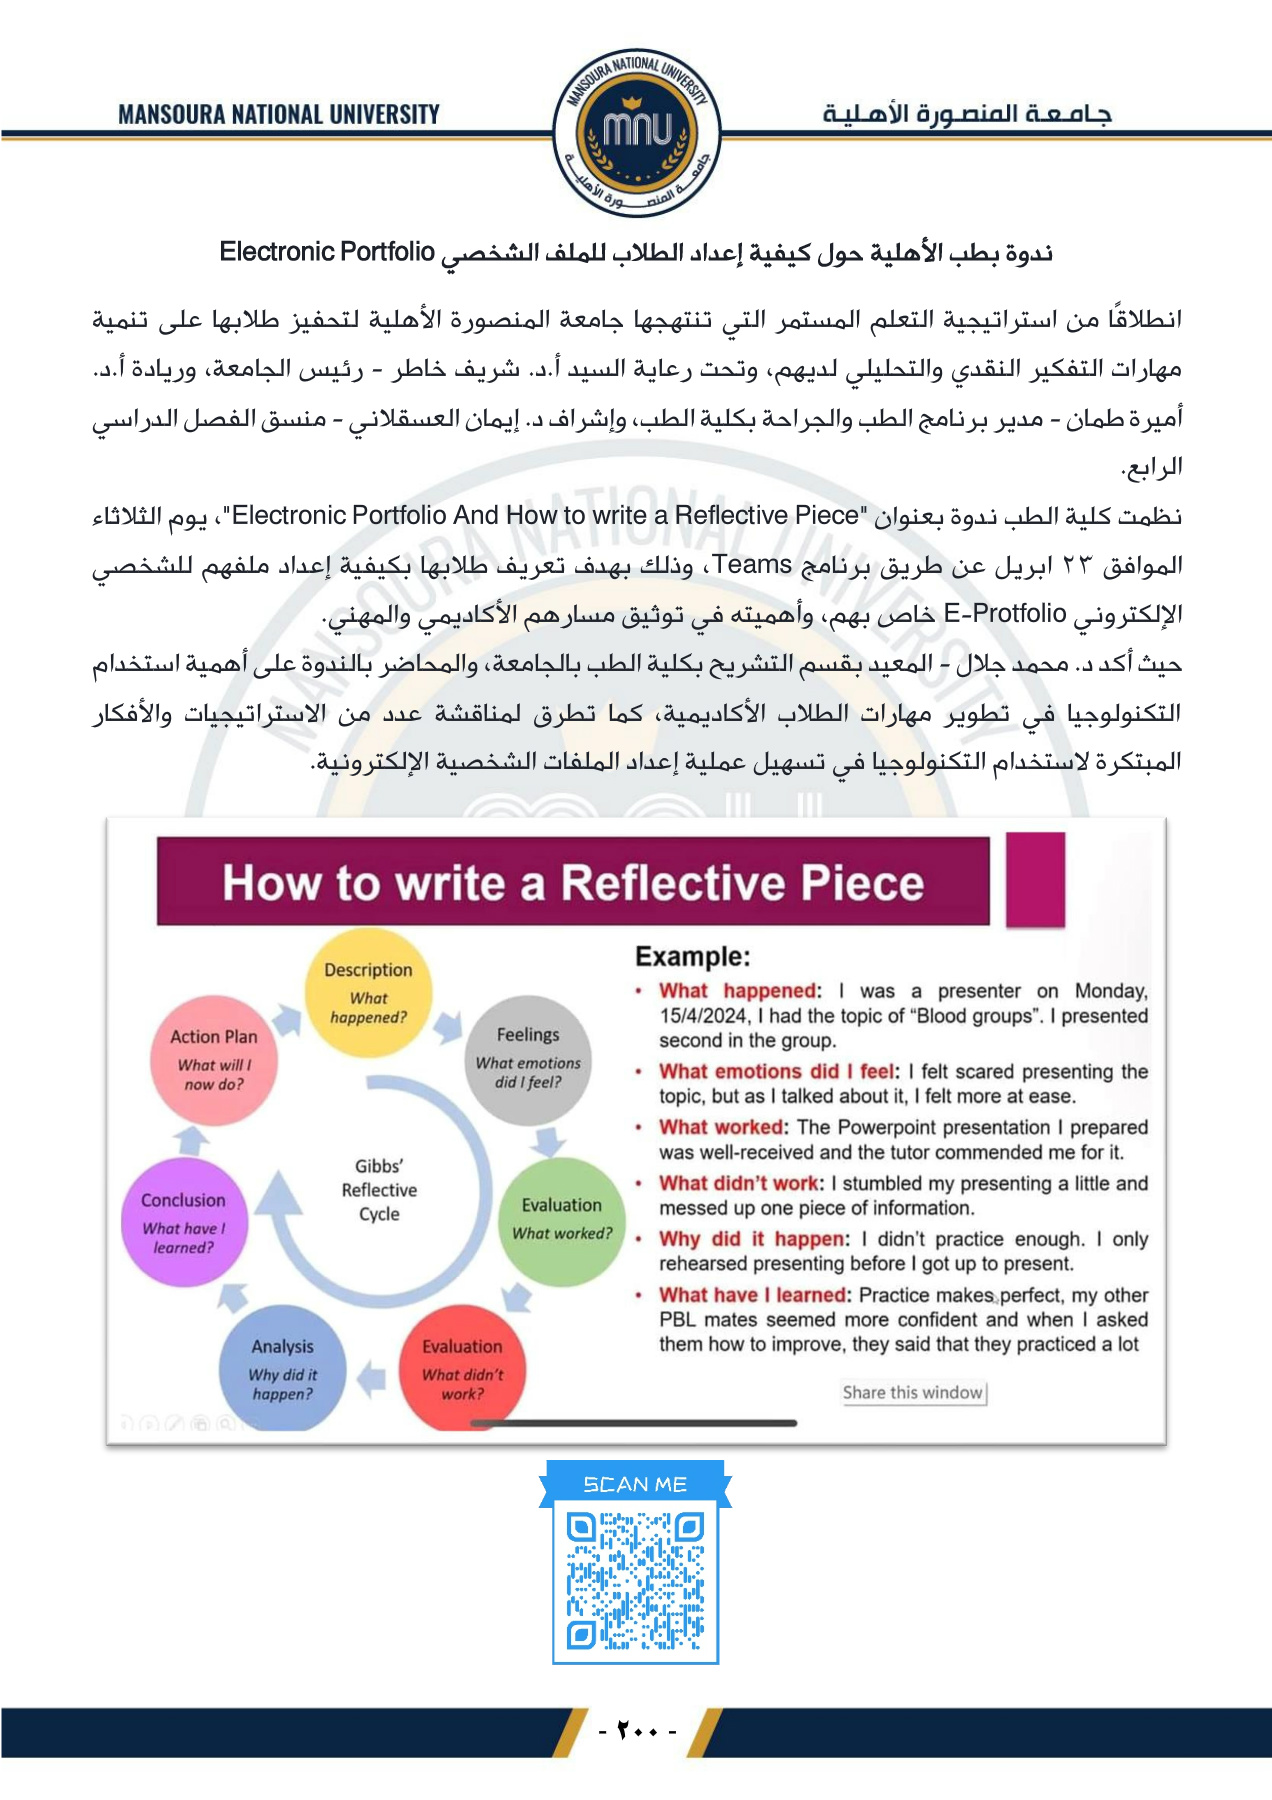 MANSOURA NATIONAL UNIVERSITY
جامعة المنصورة الأهلية
MANSOURA NATIONAL UNIVERSITY
mnu
جامعة المنصورة الأهلية
ندوة بطب الأهلية حول كيفية إعداد الطلاب للملف الشخصي Electronic Portfolio
انطلاقًا من استراتيجية التعلم المستمر التي تنتهجها جامعة المنصورة الأهلية لتحفيز طلابها على تنمية
مهارات التفكير النقدي والتحليلي لديهم، وتحت رعاية السيد أ.د. شريف خاطر - رئيس الجامعة، وريادة أ.د.
أميرة طمان - مدير برنامج الطب والجراحة بكلية الطب، وإشراف د. إيمان العسقلاني - منسق الفصل الدراسي
الرابع.
نظمت كلية الطب ندوة بعنوان "Electronic Portfolio And How to write a Reflective Piece"، يوم الثلاثاء
الموافق ٢٣ ابريل عن طريق برنامج Teams، وذلك بهدف تعريف طلابها بكيفية إعداد ملفهم للشخصي
الإلكتروني E-Protfolio خاص بهم، وأهميته في توثيق مسارهم الأكاديمي والمهني.
حيث أكد د. محمد جلال - المعيد بقسم التشريح بكلية الطب بالجامعة، والمحاضر بالندوة على أهمية استخدام
التكنولوجيا في تطوير مهارات الطلاب الأكاديمية، كما تطرق لمناقشة عدد من الاستراتيجيات والأفكار
المبتكرة لاستخدام التكنولوجيا في تسهيل عملية إعداد الملفات الشخصية الإلكترونية.
MANSOURA NATIONAL UNIVERSITY
How to write a Reflective Piece
Description
What
happened?
Feelings
What emotions
did I feel?
Evaluation
What worked?
Evaluation
What didn't
work?
Analysis
Why did it
happen?
Conclusion
What have I
learned?
Action Plan
What will I
now do?
Gibbs'
Reflective
Cycle
Example:
• What happened: I was a presenter on Monday,
15/4/2024, I had the topic of “Blood groups”. I presented
second in the group.
• What emotions did I feel: I felt scared presenting the
topic, but as I talked about it, I felt more at ease.
• What worked: The Powerpoint presentation I prepared
was well-received and the tutor commended me for it.
• What didn't work: I stumbled my presenting a little and
messed up one piece of information.
• Why did it happen: I didn't practice enough. I only
rehearsed presenting before I got up to present.
• What have I learned: Practice makes perfect, my other
PBL mates seemed more confident and when I asked
them how to improve, they said that they practiced a lot
Share this window
SCAN ME
- ٢٠٠ -